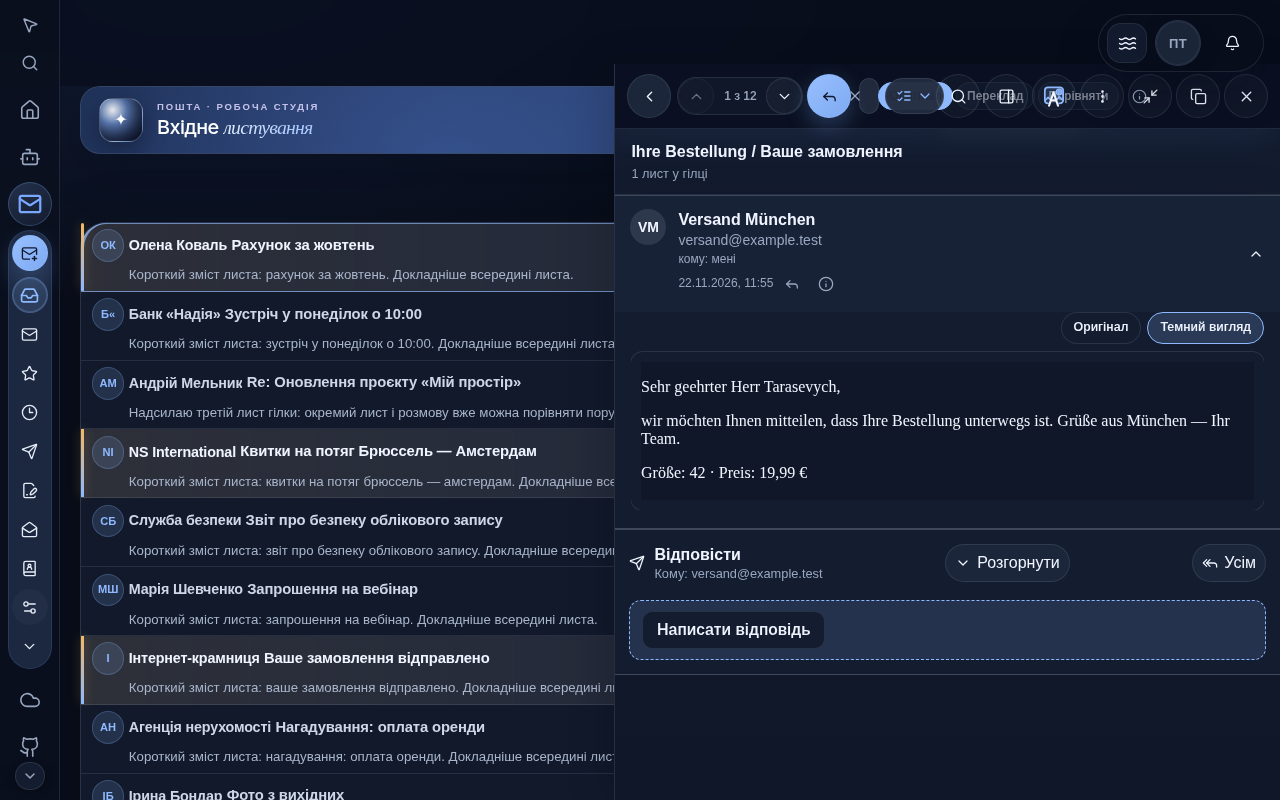 ПТ
ПОШТА · РОБОЧА СТУДІЯ
Вхідне листування
ОК
Олена Коваль Рахунок за жовтень
Короткий зміст листа: рахунок за жовтень. Докладніше всередині листа.
Б«
Банк «Надія» Зустріч у понеділок о 10:00
Короткий зміст листа: зустріч у понеділок о 10:00. Докладніше всередині листа
АМ
Андрій Мельник Re: Оновлення проєкту «Мій простір»
Надсилаю третій лист гілки: окремий лист і розмову вже можна порівняти
NI
NS International Квитки на потяг Брюссель — Амстердам
Короткий зміст листа: квитки на потяг брюссель — амстердам. Докладніше
СБ
Служба безпеки Звіт про безпеку облікового запису
Короткий зміст листа: звіт про безпеку облікового запису. Докладніше
МШ
Марія Шевченко Запрошення на вебінар
Короткий зміст листа: запрошення на вебінар. Докладніше всередині листа.
І
Інтернет-крамниця Ваше замовлення відправлено
Короткий зміст листа: ваше замовлення відправлено. Докладніше всередині
АН
Агенція нерухомості Нагадування: оплата оренди
Короткий зміст листа: нагадування: оплата оренди. Докладніше всередині
ІБ
Ірина Бондар Фото з вихідних
1 з 12
Ihre Bestellung / Ваше замовлення
1 лист у гілці
VM
Versand München
versand@example.test
кому: мені
22.11.2026, 11:55
Оригінал
Темний вигляд
Sehr geehrter Herr Tarasevych,
wir möchten Ihnen mitteilen, dass Ihre Bestellung unterwegs ist. Grüße aus München — Ihr
Team.
Größe: 42 · Preis: 19,99 €
Відповісти
Кому: versand@example.test
Розгорнути
Усім
Написати відповідь